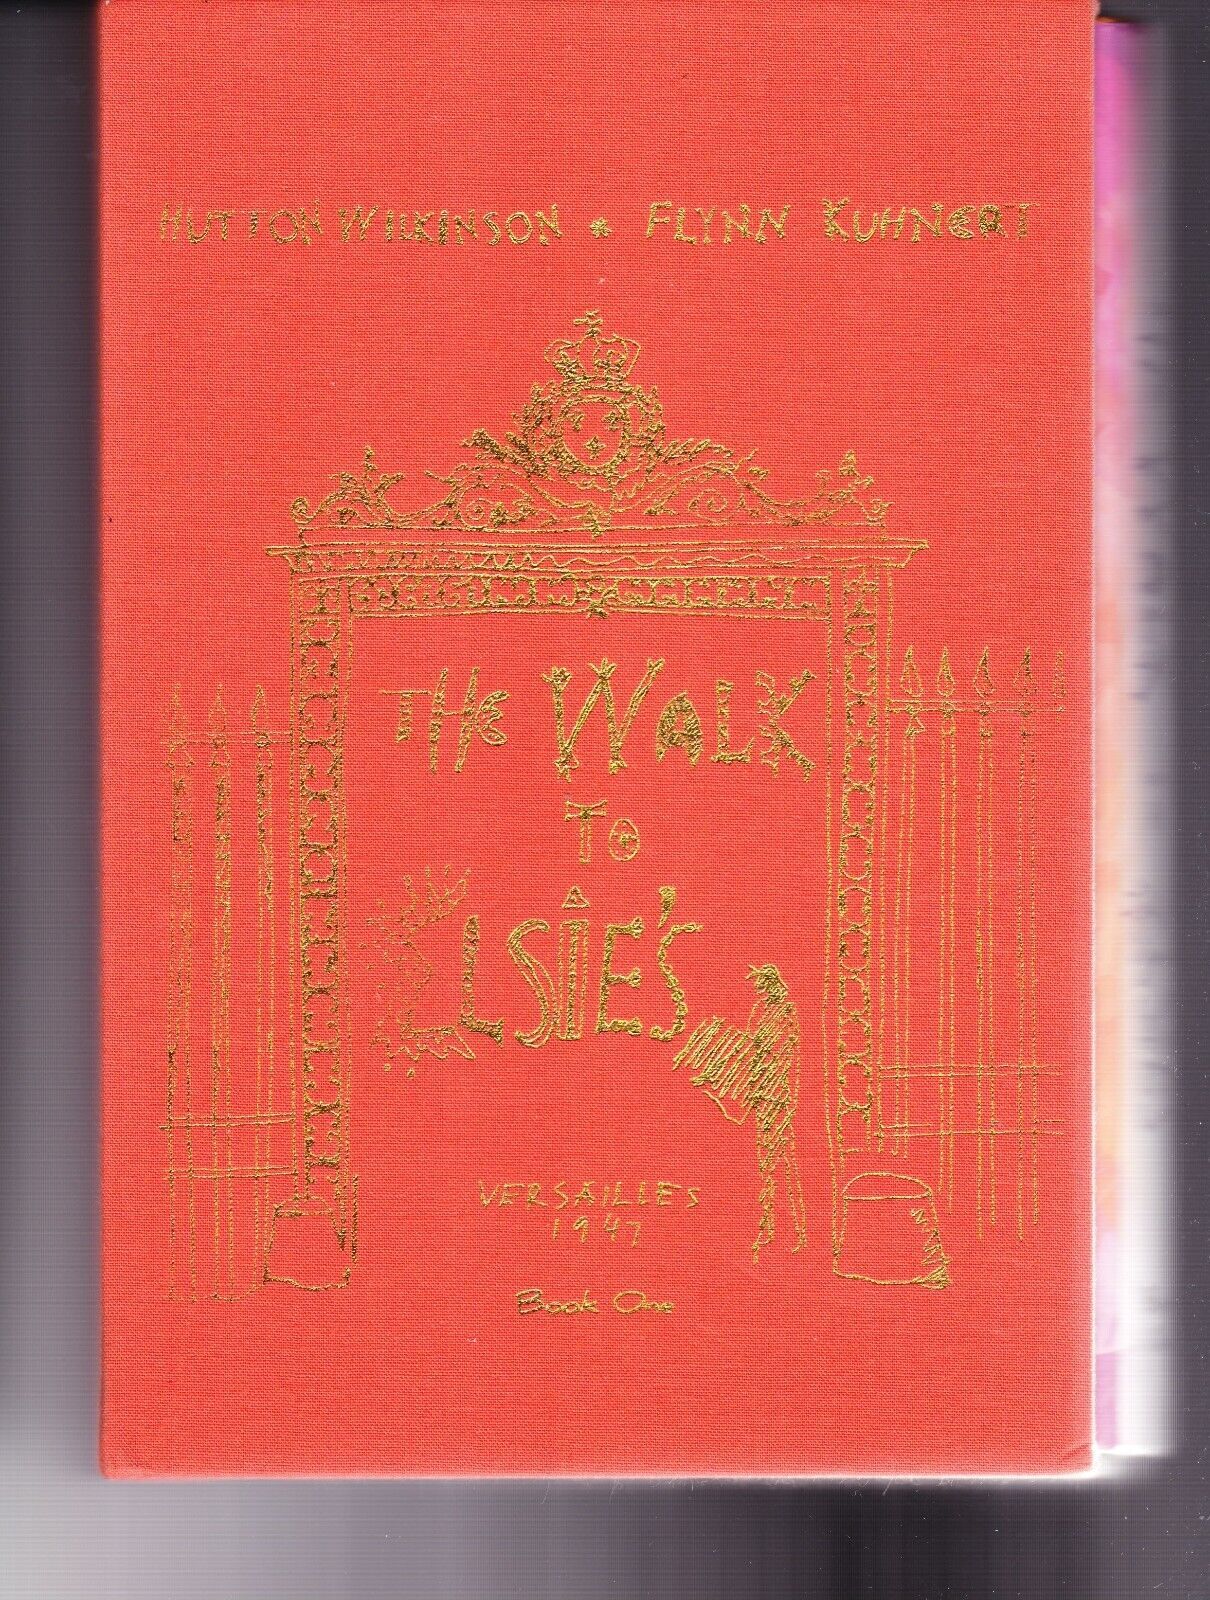 HUTTON WILKINSON * FLYNN KUHNERT
THE WALK
TO
ELSIE'S
VERSAILLES
1947
Book One